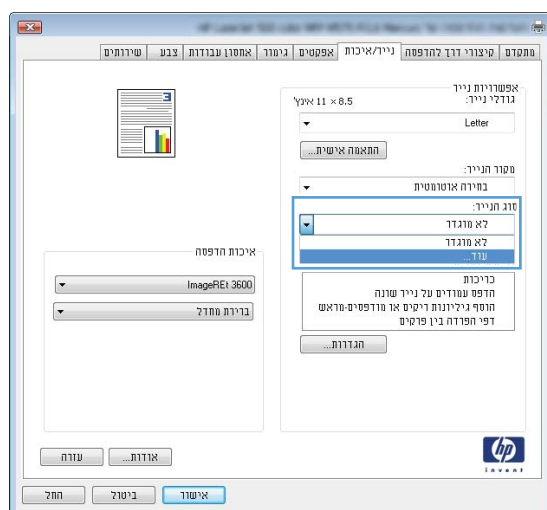 מתקדם
קיצורי דרך להדפסה
נייר/איכות
אפקטים
גימור
אחסון עבודות
צבע
שירותים
אפשרויות נייר
גודלי נייר:
8.5 × 11 אינץ'
Letter
התאמה אישית...
מקור הנייר:
בחירה אוטומטית
סוג הנייר:
לא מוגדר
לא מוגדר
עוד...
כריכות
הדפס עמודים על נייר שונה
הוסף גיליונות ריקים או מודפסים-מראש
דפי הפרדה בין פרקים
הגדרות...
איכות הדפסה
ImageREt 3600
ברירת מחדל
hp
invent
אודות...
עזרה
אישור
ביטול
החל